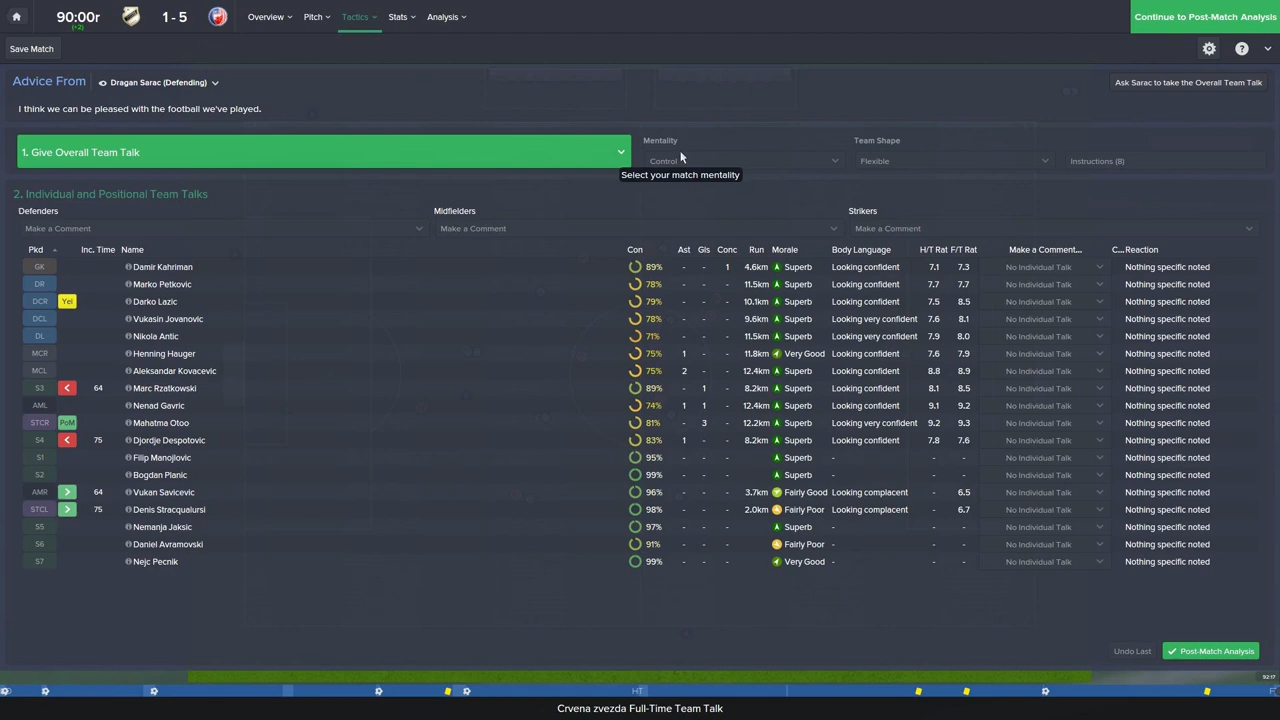 90:00r
(+2)
1 - 5
Overview
Pitch
Tactics
Stats
Analysis
Continue to Post-Match Analysis
Save Match
Advice From
Dragan Sarac (Defending)
Ask Sarac to take the Overall Team Talk
I think we can be pleased with the football we've played.
1. Give Overall Team Talk
Mentality
Team Shape
Control
Flexible
Instructions (8)
Select your match mentality
2. Individual and Positional Team Talks
Defenders
Midfielders
Strikers
Make a Comment
Make a Comment
Make a Comment
Pkd Inc. Time Name Con Ast Gls Conc Run Morale Body Language H/T Rat F/T Rat Make a Comment... C... Reaction
GK Damir Kahriman 89% - - 1 4.6km Superb Looking confident 7.1 7.3 No Individual Talk Nothing specific noted
DR Marko Petkovic 78% - - - 11.5km Superb Looking confident 7.7 7.7 No Individual Talk Nothing specific noted
DCR Yel Darko Lazic 79% - - - 10.1km Superb Looking confident 7.5 8.5 No Individual Talk Nothing specific noted
DCL Vukasin Jovanovic 78% - - - 9.6km Superb Looking very confident 7.6 8.1 No Individual Talk Nothing specific noted
DL Nikola Antic 71% - - - 11.5km Superb Looking very confident 7.9 8.0 No Individual Talk Nothing specific noted
MCR Henning Hauger 75% 1 - - 11.8km Very Good Looking confident 7.6 7.9 No Individual Talk Nothing specific noted
MCL Aleksandar Kovacevic 75% 2 - - 12.4km Superb Looking confident 8.8 8.9 No Individual Talk Nothing specific noted
S3 64 Marc Rzatkowski 89% - 1 - 8.2km Superb Looking confident 8.1 8.5 No Individual Talk Nothing specific noted
AML Nenad Gavric 74% 1 1 - 12.4km Superb Looking confident 9.1 9.2 No Individual Talk Nothing specific noted
STCR PoM Mahatma Otoo 81% - 3 - 12.2km Superb Looking very confident 9.2 9.3 No Individual Talk Nothing specific noted
S4 75 Djordje Despotovic 83% 1 - - 8.2km Superb Looking confident 7.8 7.6 No Individual Talk Nothing specific noted
S1 Filip Manojlovic 95% - - - Superb - - - No Individual Talk Nothing specific noted
S2 Bogdan Planic 99% - - - Superb - - - No Individual Talk Nothing specific noted
AMR 64 Vukan Savicevic 96% - - - 3.7km Fairly Good Looking complacent - 6.5 No Individual Talk Nothing specific noted
STCL 75 Denis Stracqualursi 98% - - - 2.0km Fairly Poor Looking complacent - 6.7 No Individual Talk Nothing specific noted
S5 Nemanja Jaksic 97% - - - Superb - - - No Individual Talk Nothing specific noted
S6 Daniel Avramovski 91% - - - Fairly Poor - - - No Individual Talk Nothing specific noted
S7 Nejc Pecnik 99% - - - Very Good - - - No Individual Talk Nothing specific noted
Undo Last
Post-Match Analysis
92:17
HT
Crvena zvezda Full-Time Team Talk